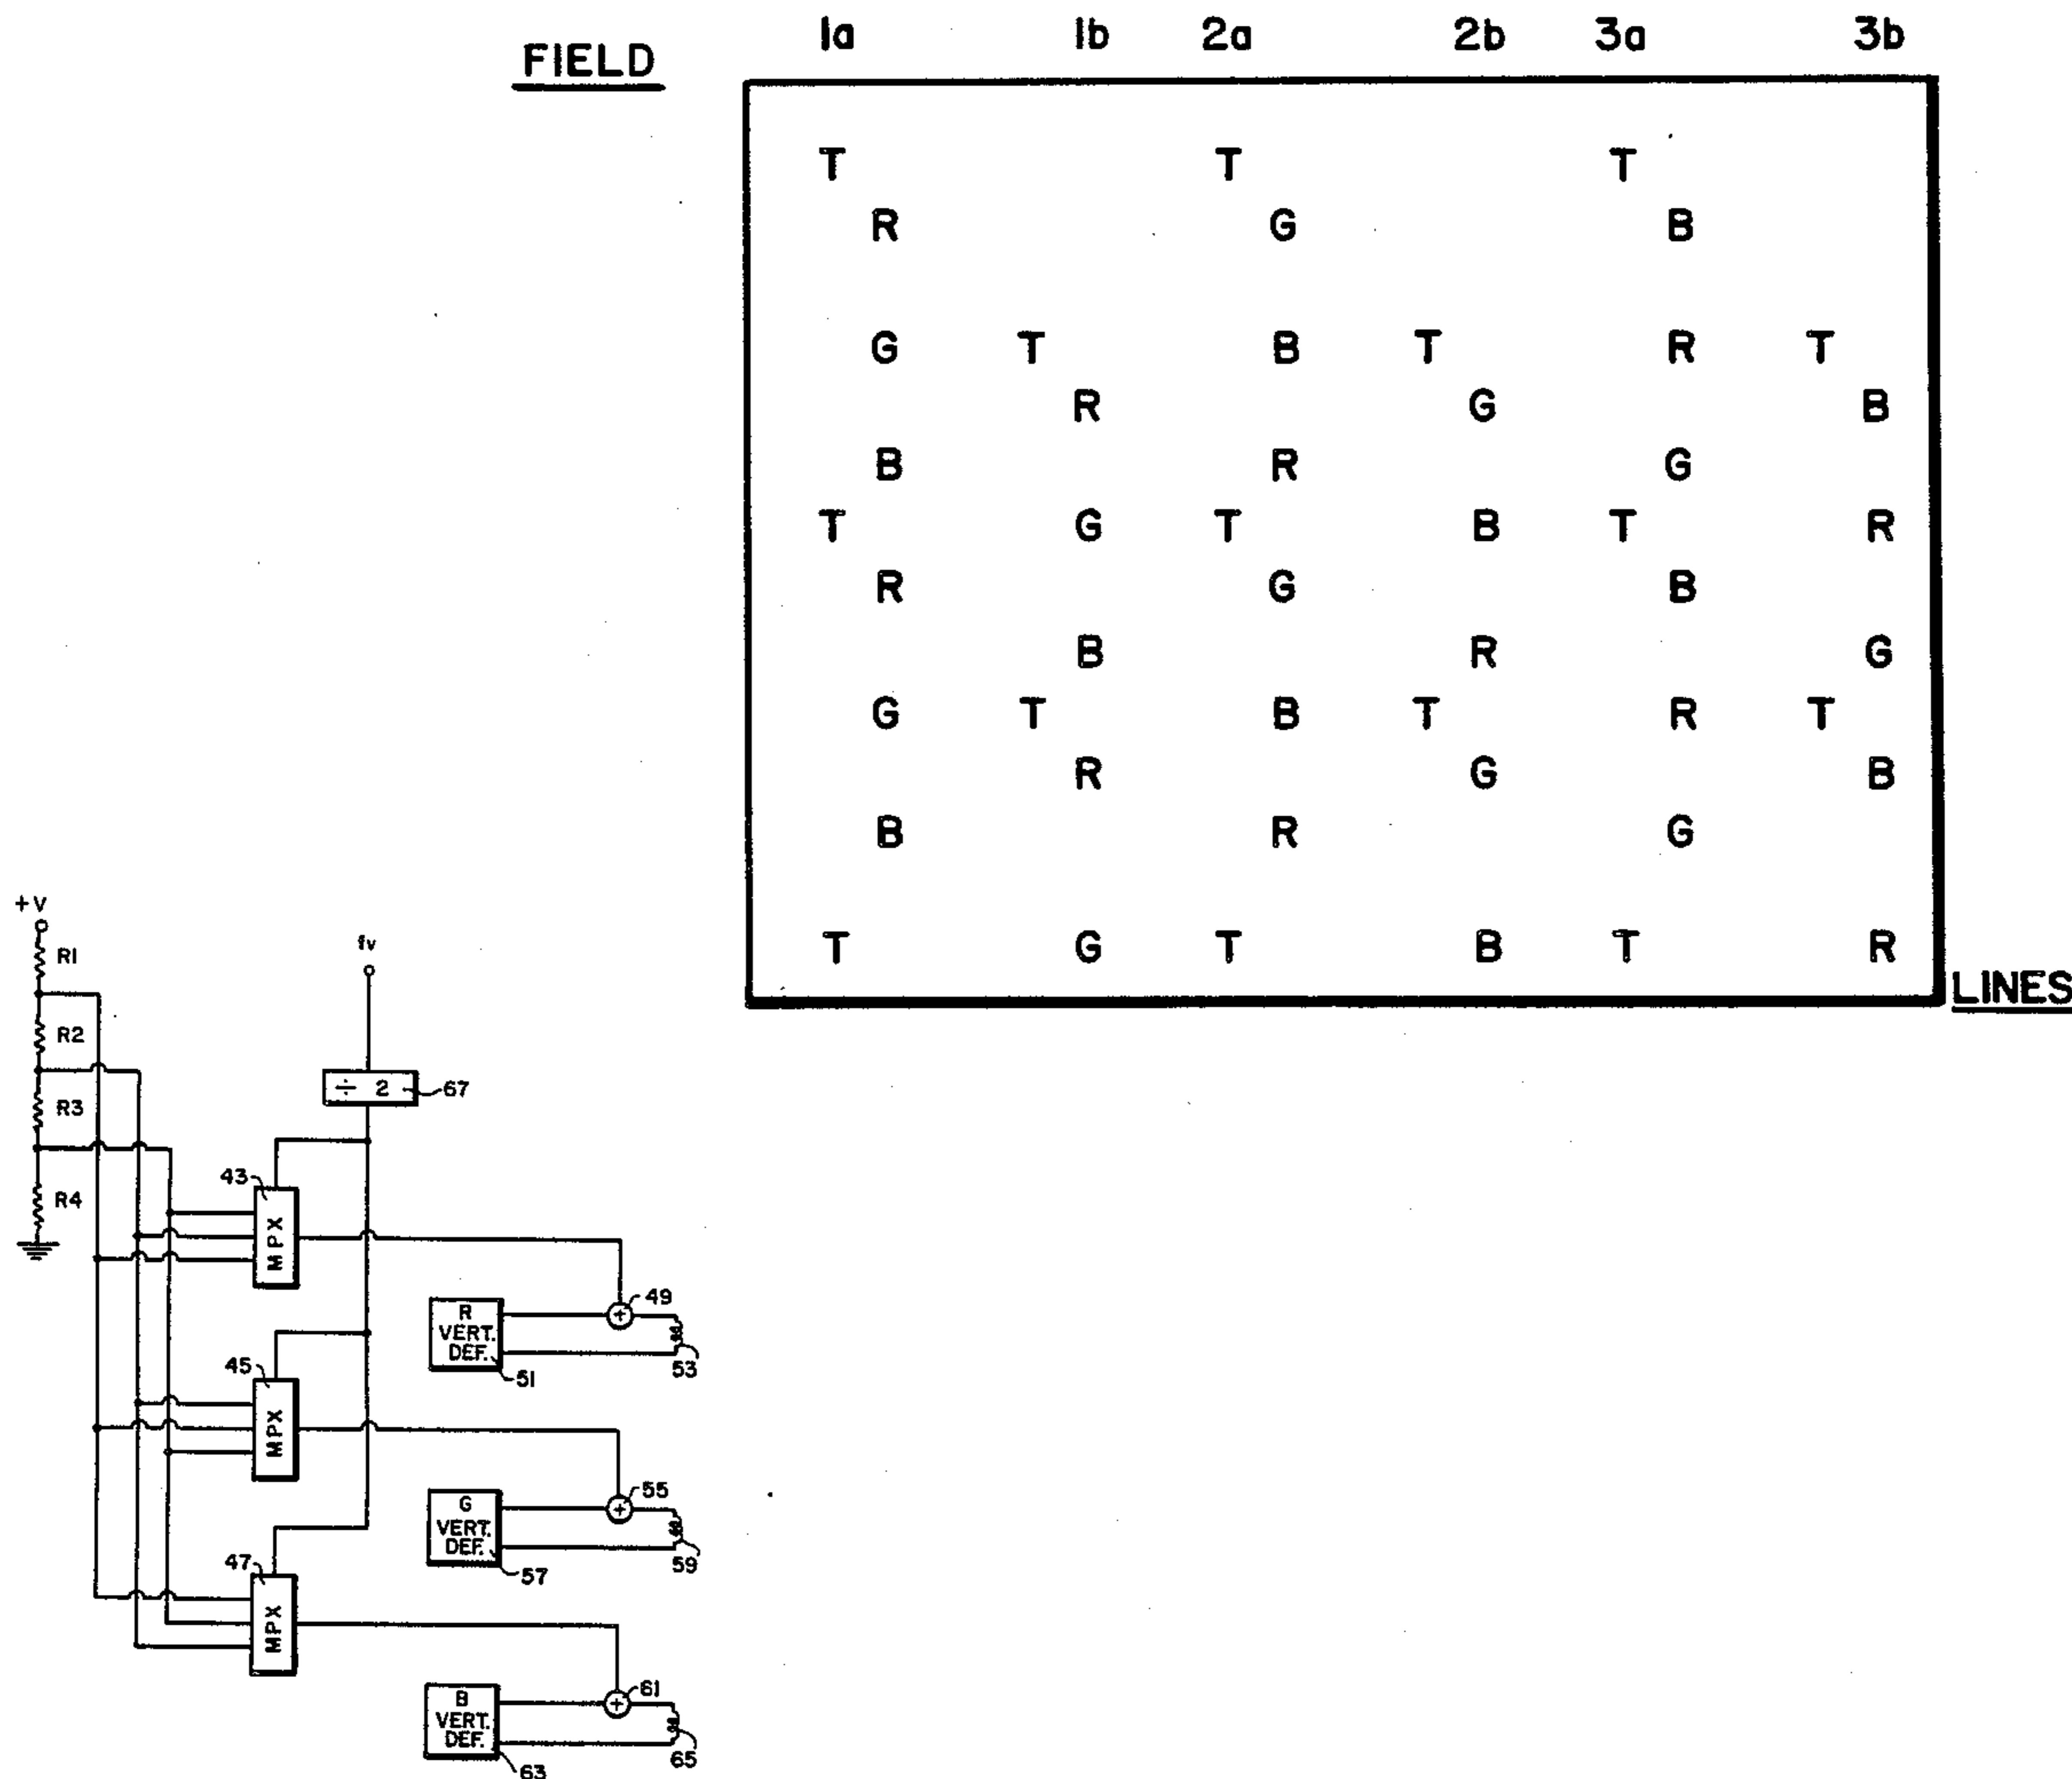 FIELD
1a 1b 2a 2b 3a 3b
T T T
R G B
G T B T R T
R G B
B R G
T G T B T R
R G B
B R G
G T B T R T
R G B
B R G
T G T B T R
LINES
+V
R1
fv
R2
÷ 2
67
R3
43
R4
MPX
49
R
VERT.
DEF.
53
51
45
MPX
55
G
VERT.
DEF.
59
57
47
MPX
61
B
VERT.
DEF.
65
63